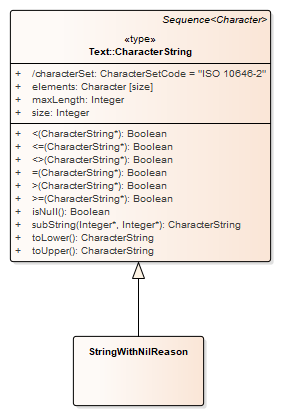 Sequence<Character>
«type»
Text::CharacterString
+ /characterSet: CharacterSetCode = "ISO 10646-2"
+ elements: Character [size]
+ maxLength: Integer
+ size: Integer
+ <(CharacterString*): Boolean
+ <=(CharacterString*): Boolean
+ <>(CharacterString*): Boolean
+ =(CharacterString*): Boolean
+ >(CharacterString*): Boolean
+ >=(CharacterString*): Boolean
+ isNull(): Boolean
+ subString(Integer*, Integer*): CharacterString
+ toLower(): CharacterString
+ toUpper(): CharacterString
StringWithNilReason